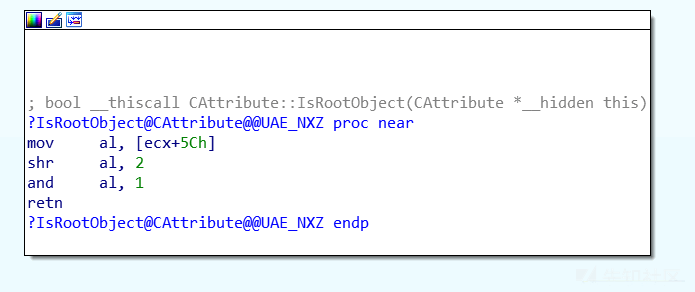 ; bool __thiscall CAttribute::IsRootObject(CAttribute *__hidden this)
?IsRootObject@CAttribute@@UAE_NXZ proc near
mov     al, [ecx+5Ch]
shr     al, 2
and     al, 1
retn
?IsRootObject@CAttribute@@UAE_NXZ endp